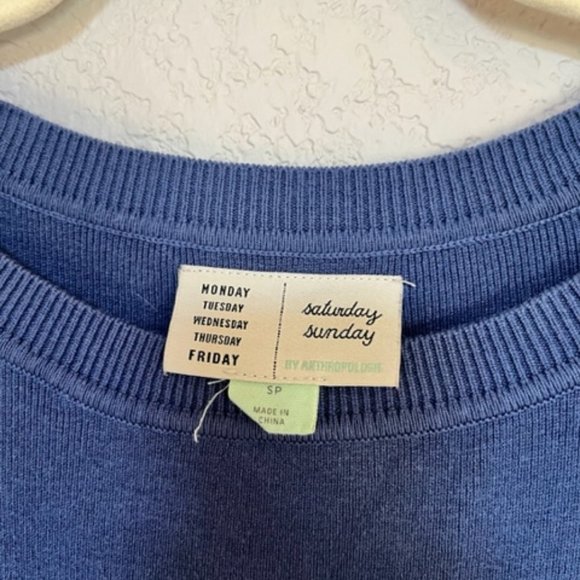 MONDAY
TUESDAY
WEDNESDAY
THURSDAY
FRIDAY
saturday
sunday
BY ANTHROPOLOGIE
SP
MADE IN
CHINA